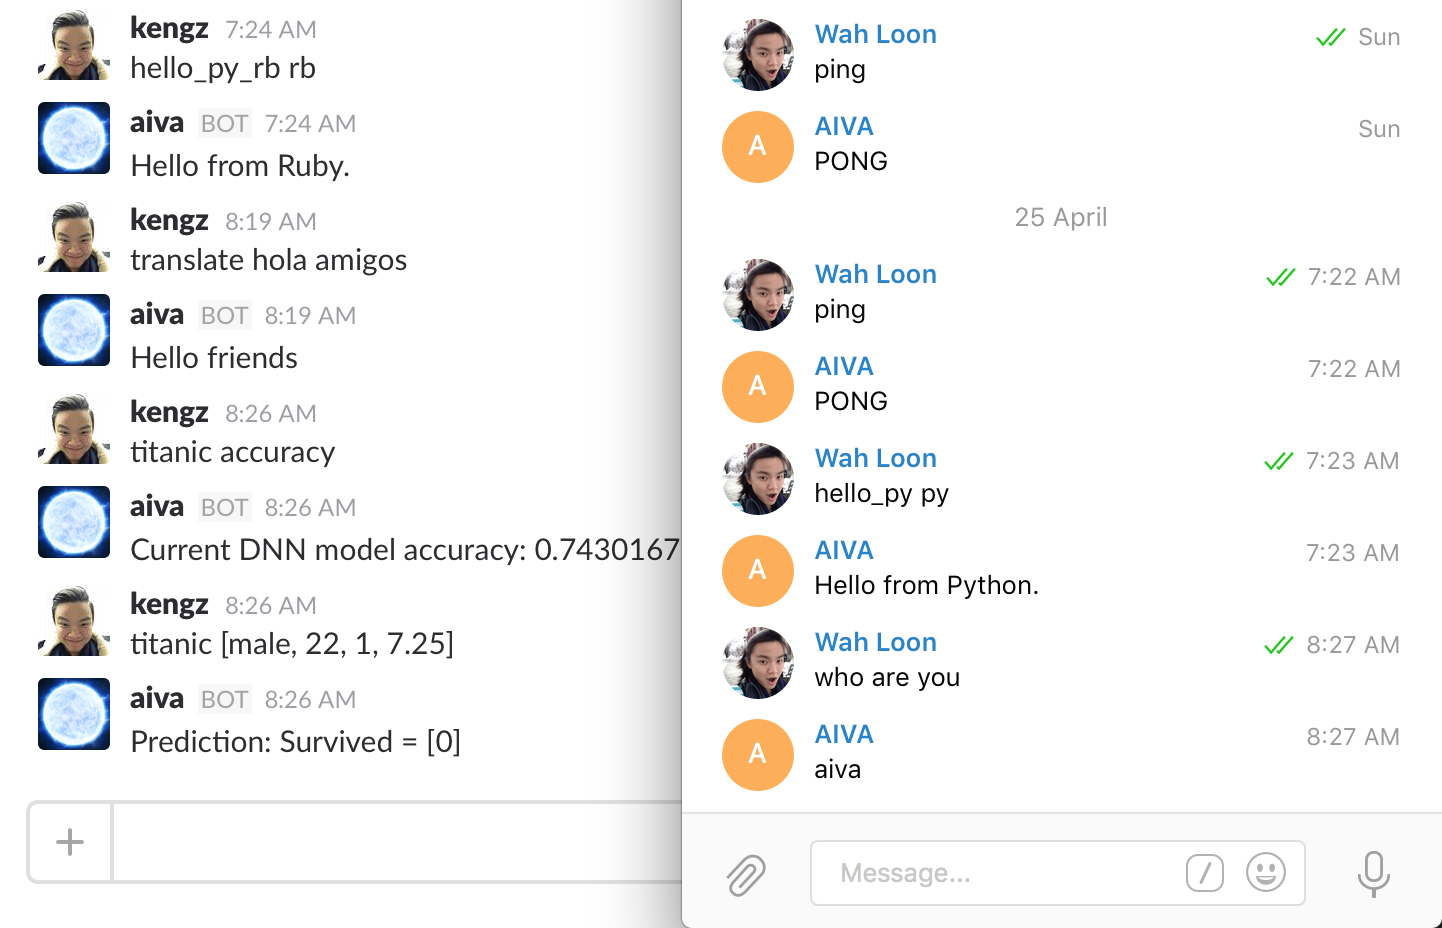 kengz 7:24 AM
hello_py_rb rb
aiva BOT 7:24 AM
Hello from Ruby.
kengz 8:19 AM
translate hola amigos
aiva BOT 8:19 AM
Hello friends
kengz 8:26 AM
titanic accuracy
aiva BOT 8:26 AM
Current DNN model accuracy: 0.7430167
kengz 8:26 AM
titanic [male, 22, 1, 7.25]
aiva BOT 8:26 AM
Prediction: Survived = [0]
Wah Loon Sun
ping
A AIVA Sun
PONG
25 April
Wah Loon 7:22 AM
ping
A AIVA 7:22 AM
PONG
Wah Loon 7:23 AM
hello_py py
A AIVA 7:23 AM
Hello from Python.
Wah Loon 8:27 AM
who are you
A AIVA 8:27 AM
aiva
Message... /